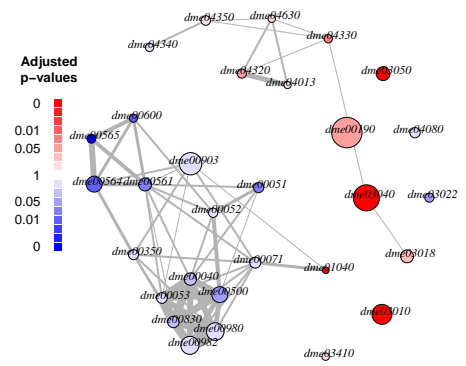 dme04350
dme04630
dme04340
dme04330
Adjusted
p−values
dme04320
dme03050
dme04013
0
0.01
0.05
1
0.05
0.01
0
dme00600
dme00190
dme04080
dme00565
dme00903
dme00564
dme00561
dme00051
dme03040
dme03022
dme00052
dme00350
dme00071
dme03018
dme01040
dme00040
dme00053
dme00500
dme03010
dme00830
dme00980
dme00982
dme03410